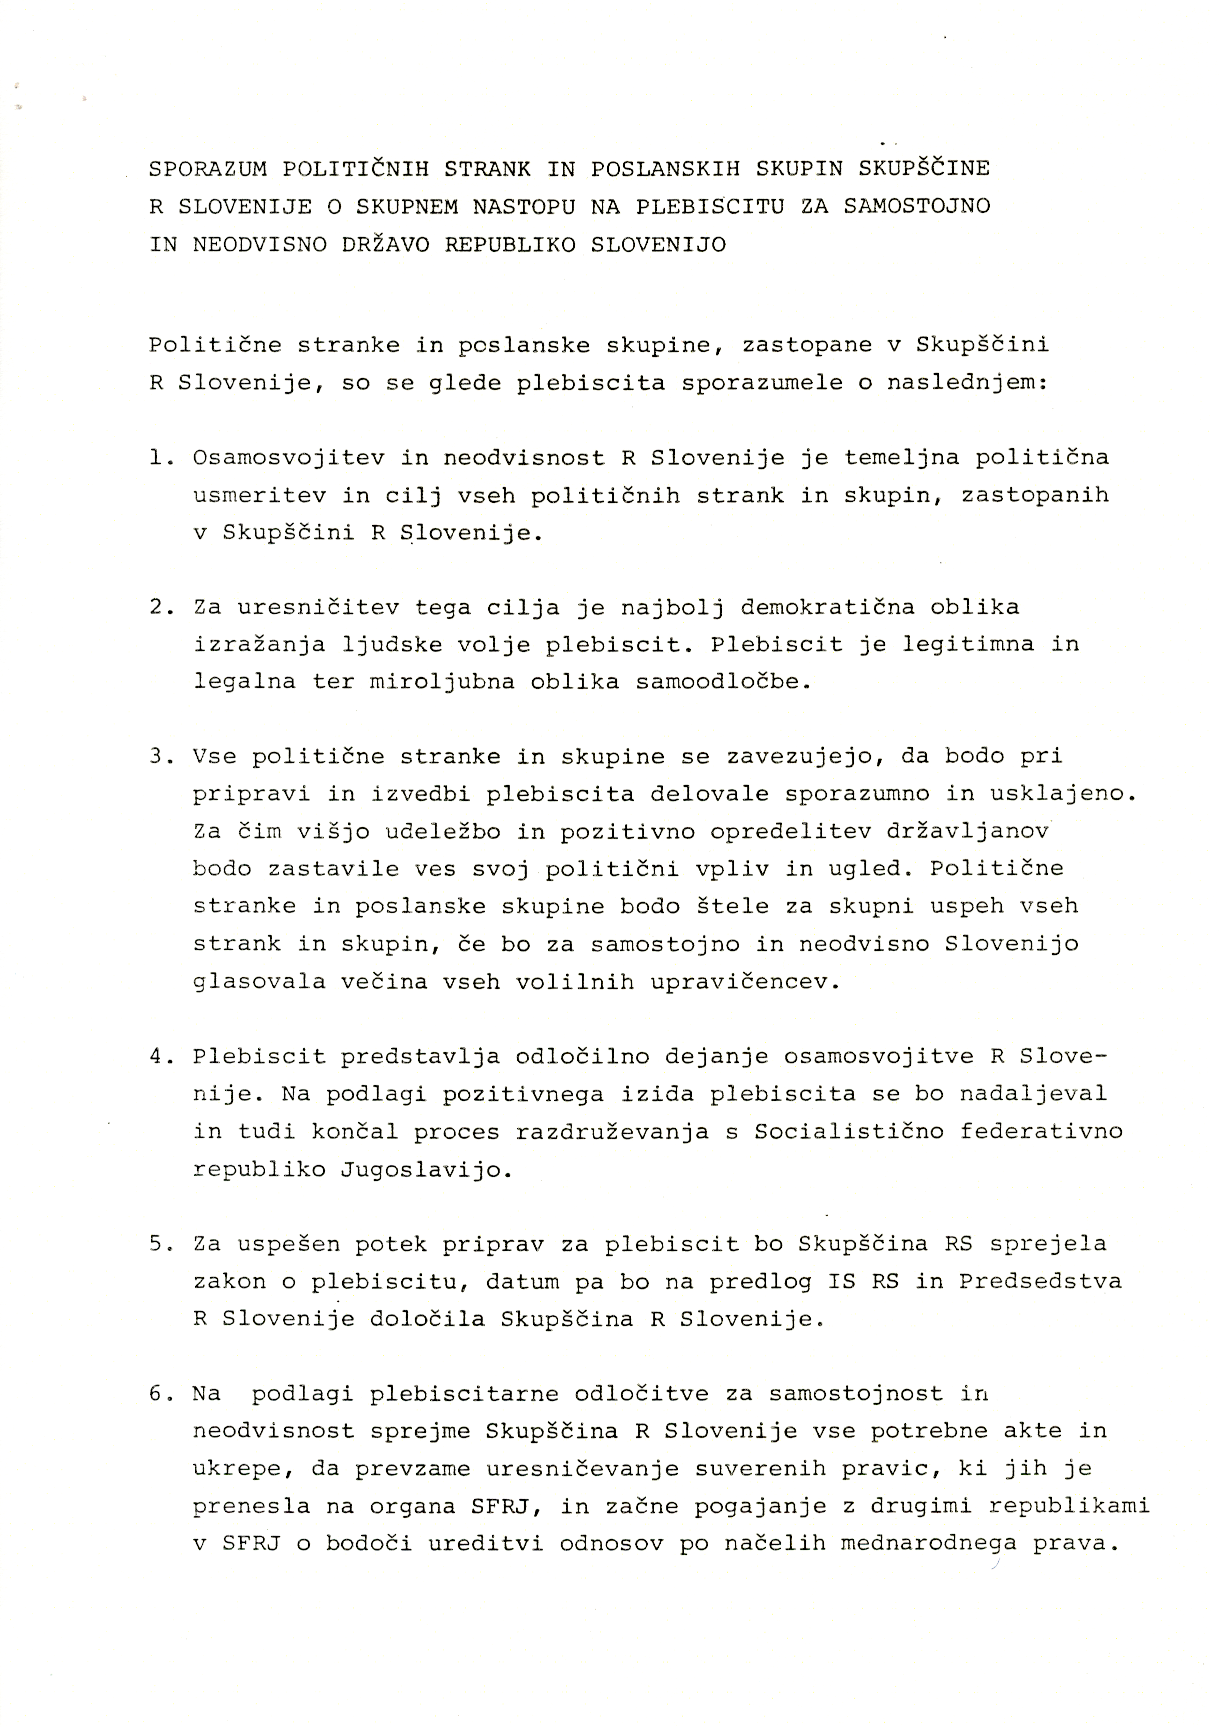 SPORAZUM POLITIČNIH STRANK IN POSLANSKIH SKUPIN SKUPŠČINE
R SLOVENIJE O SKUPNEM NASTOPU NA PLEBISCITU ZA SAMOSTOJNO
IN NEODVISNO DRŽAVO REPUBLIKO SLOVENIJO
Politične stranke in poslanske skupine, zastopane v Skupščini
R Slovenije, so se glede plebiscita sporazumele o naslednjem:
1. Osamosvojitev in neodvisnost R Slovenije je temeljna politična
usmeritev in cilj vseh političnih strank in skupin, zastopanih
v Skupščini R Slovenije.
2. Za uresničitev tega cilja je najbolj demokratična oblika
izražanja ljudske volje plebiscit. Plebiscit je legitimna in
legalna ter miroljubna oblika samoodločbe.
3. Vse politične stranke in skupine se zavezujejo, da bodo pri
pripravi in izvedbi plebiscita delovale sporazumno in usklajeno.
Za čim višjo udeležbo in pozitivno opredelitev državljanov
bodo zastavile ves svoj politični vpliv in ugled. Politične
stranke in poslanske skupine bodo štele za skupni uspeh vseh
strank in skupin, če bo za samostojno in neodvisno Slovenijo
glasovala večina vseh volilnih upravičencev.
4. Plebiscit predstavlja odločilno dejanje osamosvojitve R Slove-
nije. Na podlagi pozitivnega izida plebiscita se bo nadaljeval
in tudi končal proces razdruževanja s Socialistično federativno
republiko Jugoslavijo.
5. Za uspešen potek priprav za plebiscit bo Skupščina RS sprejela
zakon o plebiscitu, datum pa bo na predlog IS RS in Predsedstva
R Slovenije določila Skupščina R Slovenije.
6. Na podlagi plebiscitarne odločitve za samostojnost in
neodvisnost sprejme Skupščina R Slovenije vse potrebne akte in
ukrepe, da prevzame uresničevanje suverenih pravic, ki jih je
prenesla na organa SFRJ, in začne pogajanje z drugimi republikami
v SFRJ o bodoči ureditvi odnosov po načelih mednarodnega prava.